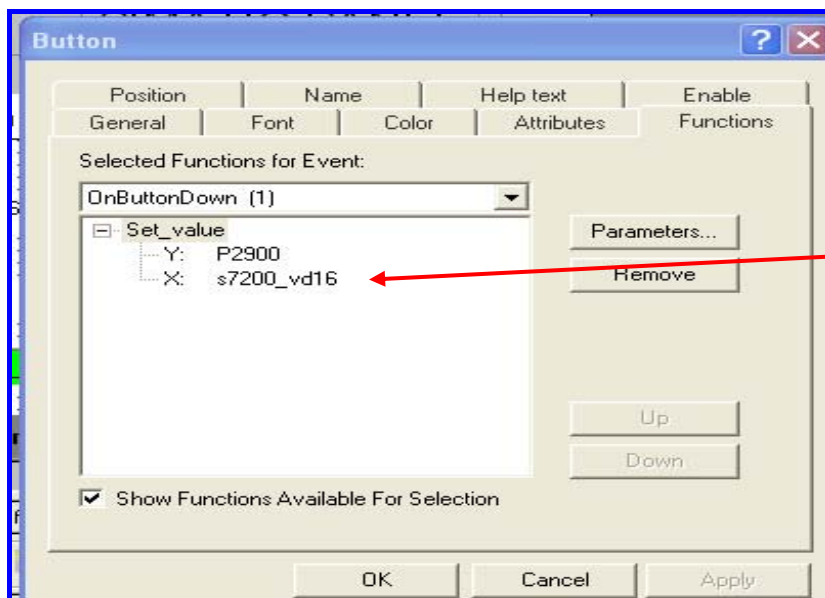 Button
Position Name Help text Enable
General Font Color Attributes Functions
Selected Functions for Event:
OnButtonDown (1)
Set_value
Y: P2900
X: s7200_vd16
Parameters...
Remove
Up
Down
Show Functions Available For Selection
OK Cancel Apply